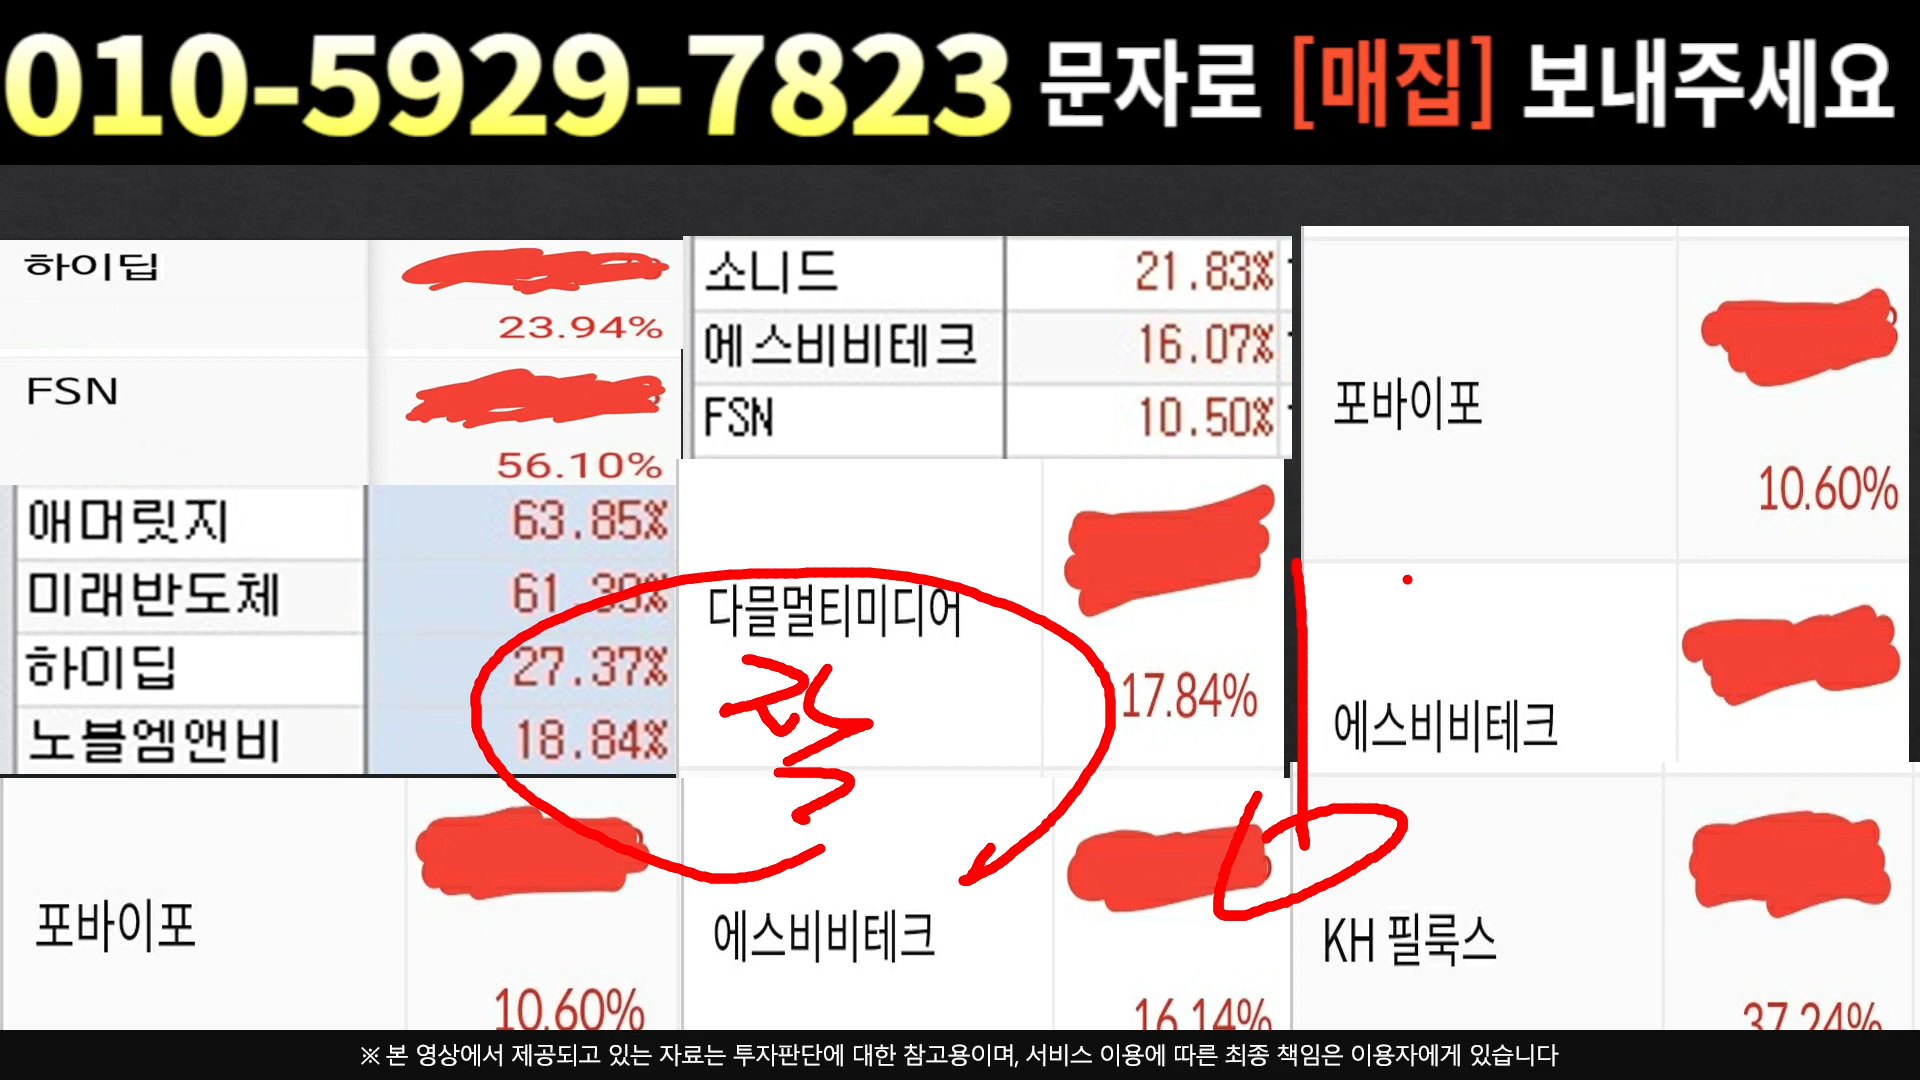 010-5929-7823 문자로 [매집] 보내주세요
하이딥
23.94%
FSN
56.10%
애머릿지 63.85%
미래반도체 61.39%
하이딥 27.37%
노블엠앤비 18.84%
소니드 21.83%
에스비비테크 16.07%
FSN 10.50%
다믈멀티미디어
17.84%
포바이포
10.60%
에스비비테크
포바이포
10.60%
에스비비테크
16.14%
KH 필룩스
37.24%
※ 본 영상에서 제공되고 있는 자료는 투자판단에 대한 참고용이며, 서비스 이용에 따른 최종 책임은 이용자에게 있습니다